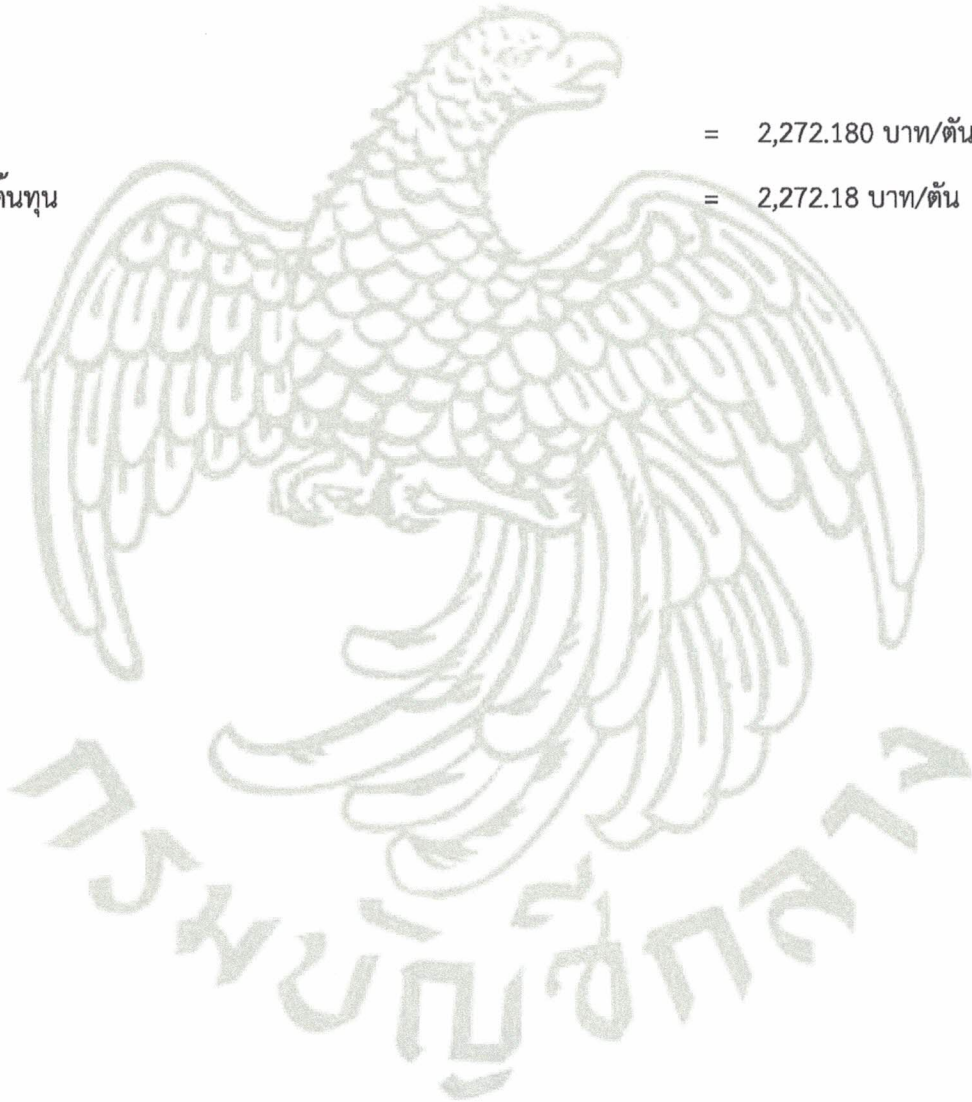 = 2,272.180 บาท/ตัน
ต้นทุน = 2,272.18 บาท/ตัน
กรมบัญชีกลาง